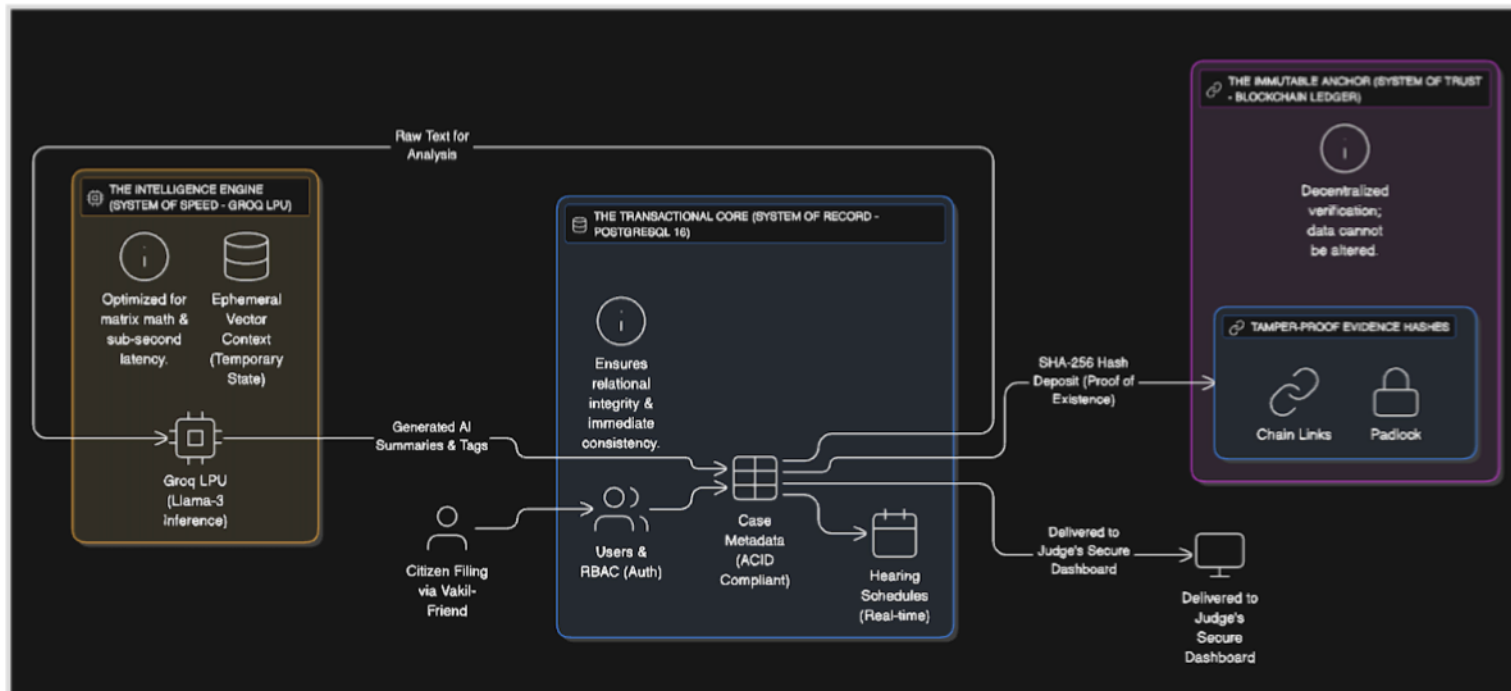 Raw Text for
Analysis
THE INTELLIGENCE ENGINE
(SYSTEM OF SPEED - GROQ LPU)
Optimized for
matrix math &
sub-second
latency.
Ephemeral
Vector
Context
(Temporary
State)
Groq LPU
(Llama-3
Inference)
Generated AI
Summaries & Tags
Citizen Filing
via Vakil-
Friend
THE TRANSACTIONAL CORE (SYSTEM OF RECORD -
POSTGRESQL 16)
Ensures
relational
integrity &
immediate
consistency.
Users &
RBAC (Auth)
Case
Metadata
(ACID
Compliant)
Hearing
Schedules
(Real-time)
THE IMMUTABLE ANCHOR (SYSTEM OF TRUST
- BLOCKCHAIN LEDGER)
Decentralized
verification;
data cannot
be altered.
TAMPER-PROOF EVIDENCE HASHES
Chain Links
Padlock
SHA-256 Hash
Deposit (Proof of
Existence)
Delivered to
Judge's Secure
Dashboard
Delivered to
Judge's
Secure
Dashboard